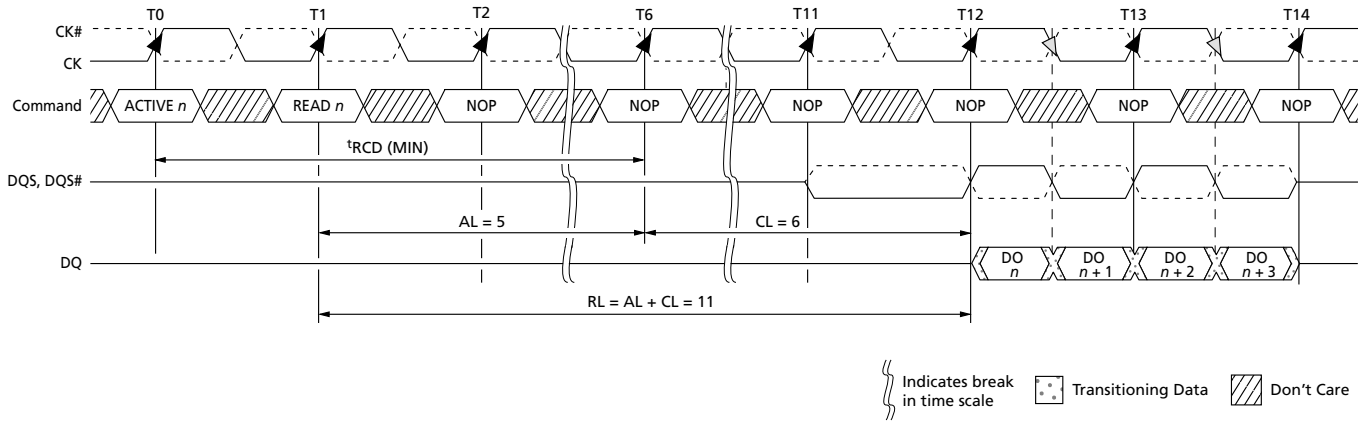 T0 T1 T2 T6 T11 T12 T13 T14
CK#
CK
Command ACTIVE n READ n NOP NOP NOP NOP NOP NOP
tRCD (MIN)
DQS, DQS#
AL = 5 CL = 6
DQ DO n DO n + 1 DO n + 2 DO n + 3
RL = AL + CL = 11
Indicates break
in time scale
Transitioning Data
Don't Care